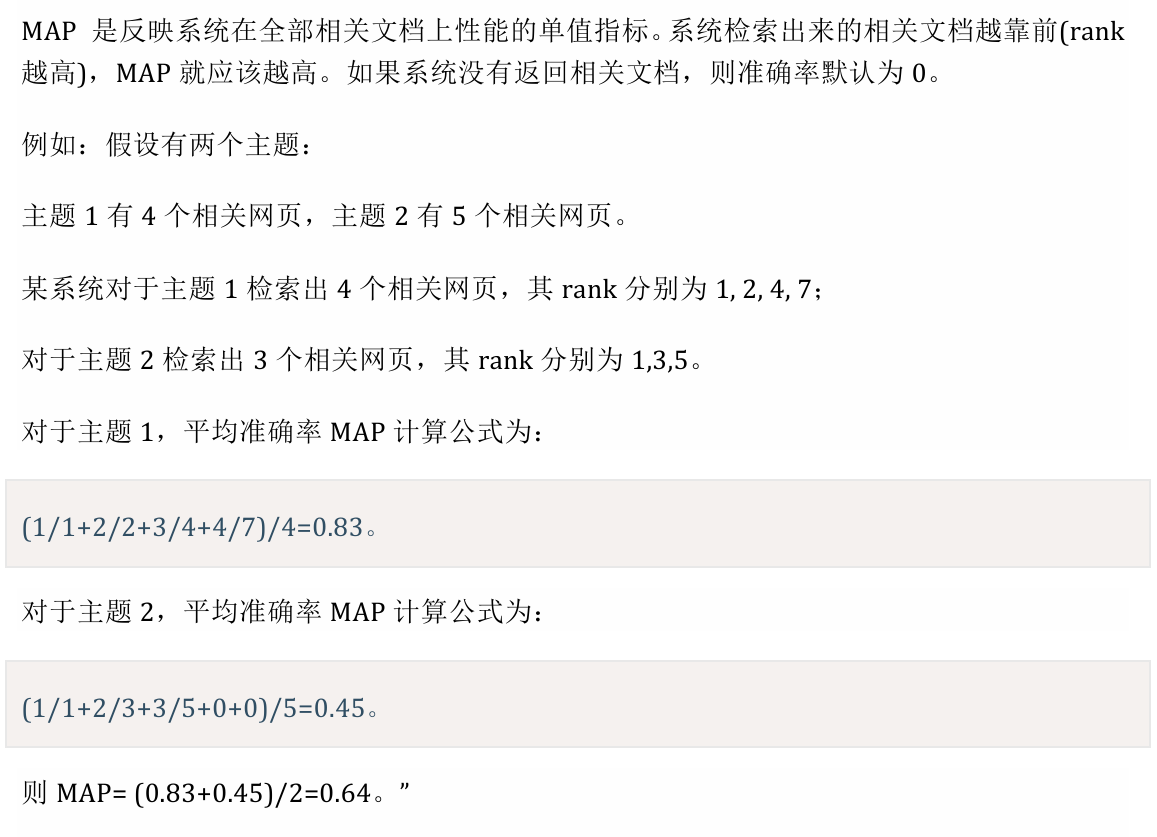 MAP 是反映系统在全部相关文档上性能的单值指标。系统检索出来的相关文档越靠前(rank
越高)，MAP 就应该越高。如果系统没有返回相关文档，则准确率默认为 0。
例如：假设有两个主题：
主题 1 有 4 个相关网页，主题 2 有 5 个相关网页。
某系统对于主题 1 检索出 4 个相关网页，其 rank 分别为 1, 2, 4, 7；
对于主题 2 检索出 3 个相关网页，其 rank 分别为 1,3,5。
对于主题 1，平均准确率 MAP 计算公式为：
(1/1+2/2+3/4+4/7)/4=0.83。
对于主题 2，平均准确率 MAP 计算公式为：
(1/1+2/3+3/5+0+0)/5=0.45。
则 MAP= (0.83+0.45)/2=0.64。”